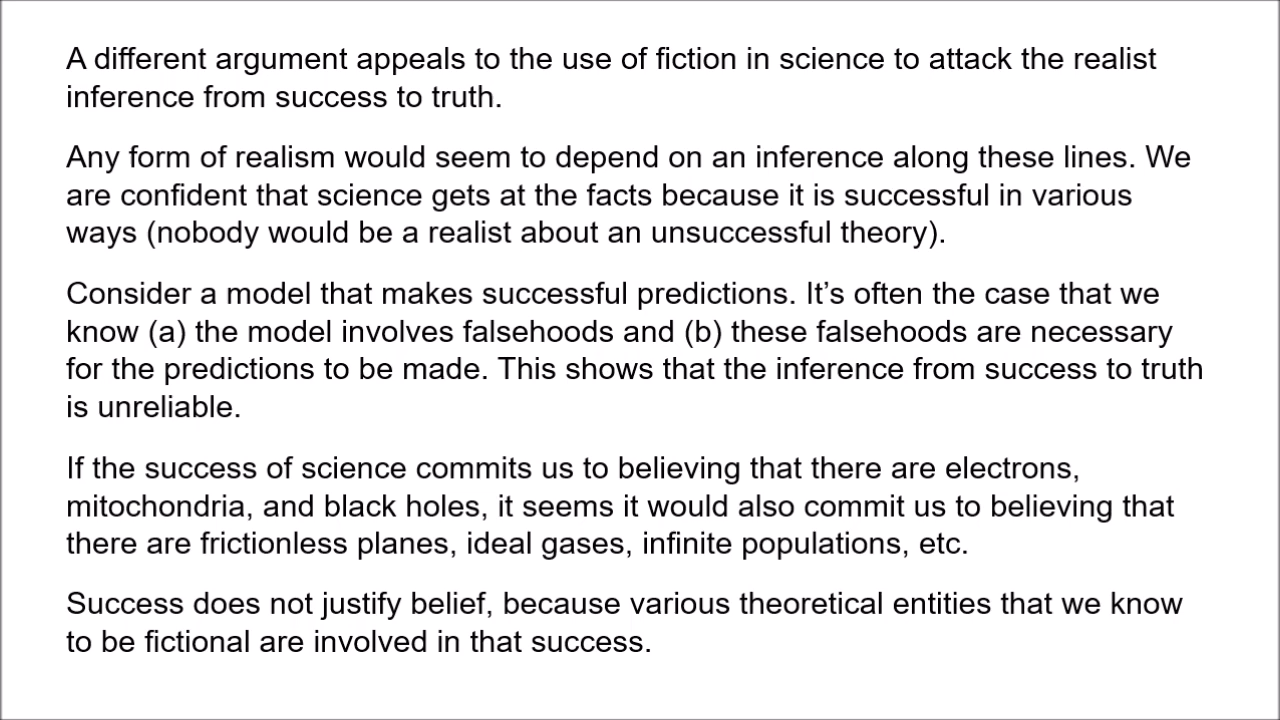 A different argument appeals to the use of fiction in science to attack the realist
inference from success to truth.
Any form of realism would seem to depend on an inference along these lines. We
are confident that science gets at the facts because it is successful in various
ways (nobody would be a realist about an unsuccessful theory).
Consider a model that makes successful predictions. It’s often the case that we
know (a) the model involves falsehoods and (b) these falsehoods are necessary
for the predictions to be made. This shows that the inference from success to truth
is unreliable.
If the success of science commits us to believing that there are electrons,
mitochondria, and black holes, it seems it would also commit us to believing that
there are frictionless planes, ideal gases, infinite populations, etc.
Success does not justify belief, because various theoretical entities that we know
to be fictional are involved in that success.